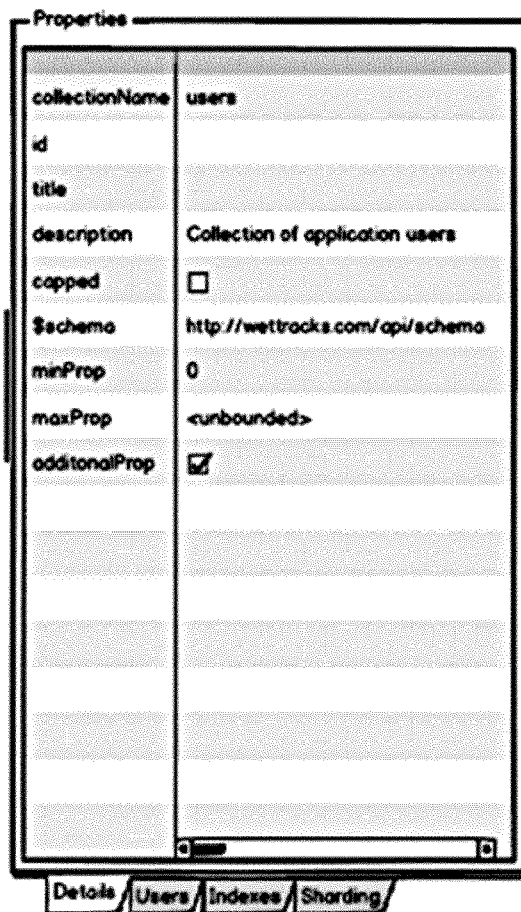 Properties
collectionName users
id
title
description Collection of application users
capped
$schema http://wettracks.com/api/schema
minProp 0
maxProp <unbounded>
additonalProp
Details Users Indexes Sharding